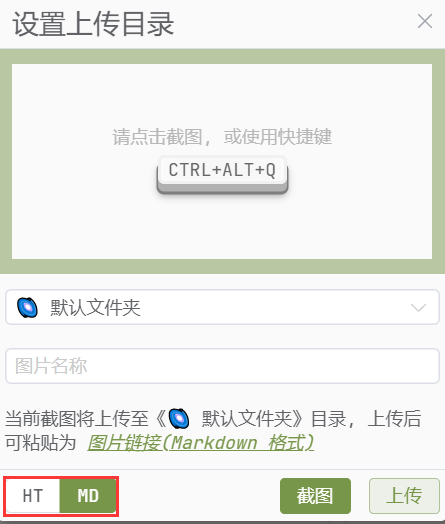 设置上传目录
请点击截图, 或使用快捷键
CTRL+ALT+Q
默认文件夹
图片名称
当前截图将上传至《 默认文件夹》目录, 上传后
可粘贴为 图片链接(Markdown 格式)
HT MD 截图 上传